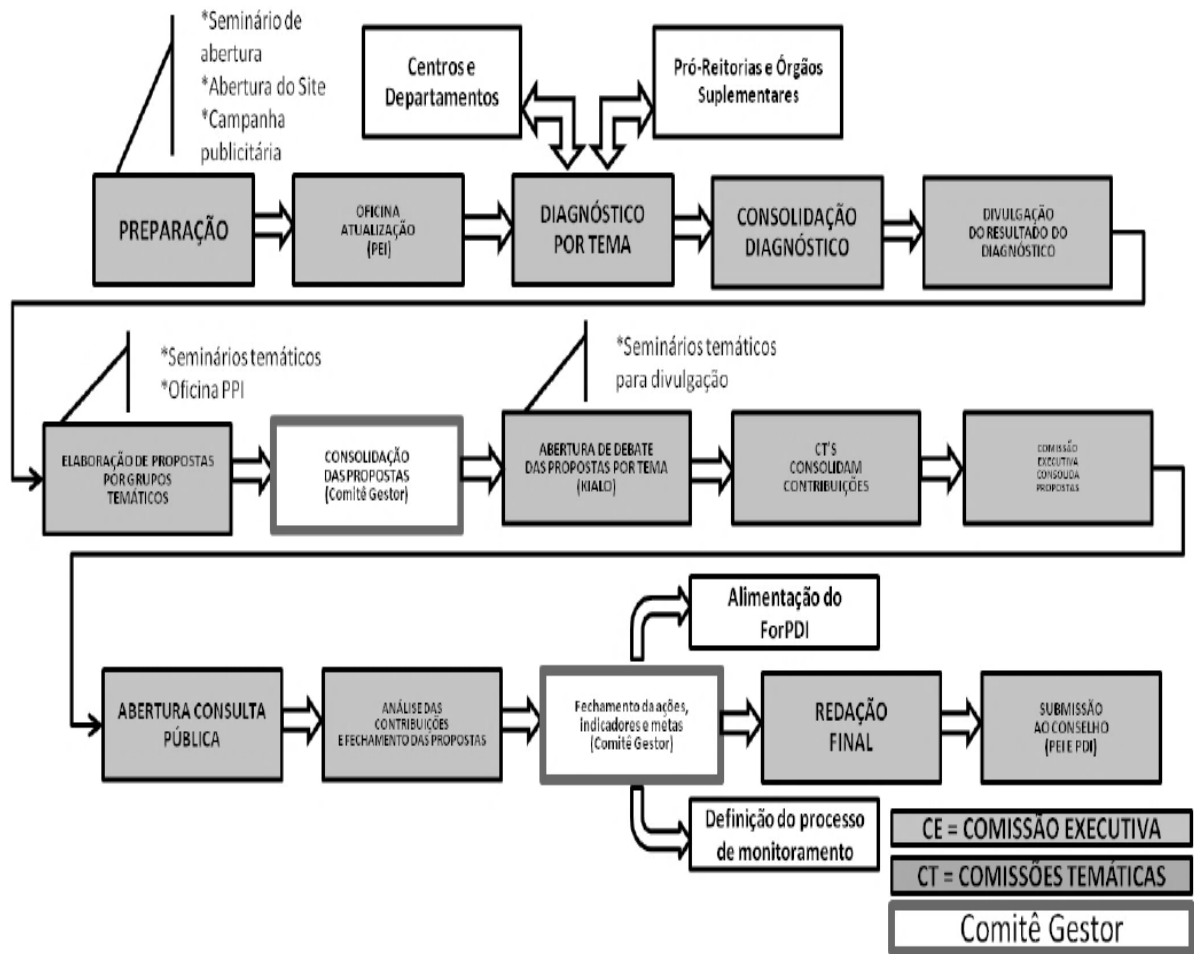 *Seminário de
abertura
*Abertura do Site
*Campanha
publicitária
Centros e
Departamentos
Pró-Reitorias e Órgãos
Suplementares
PREPARAÇÃO
OFICINA
ATUALIZAÇÃO
(PEI)
DIAGNÓSTICO
POR TEMA
CONSOLIDAÇÃO
DIAGNÓSTICO
DIVULGAÇÃO
DO RESULTADO DO
DIAGNÓSTICO
*Seminários temáticos
*Oficina PPI
*Seminários temáticos
para divulgação
ELABORAÇÃO DE PROPOSTAS
POR GRUPOS
TEMÁTICOS
CONSOLIDAÇÃO
DAS PROPOSTAS
(Comitê Gestor)
ABERTURA DE DEBATE
DAS PROPOSTAS POR TEMA
(KIALO)
CT'S
CONSOLIDAM
CONTRIBUIÇÕES
COMISSÃO
EXECUTIVA
CONSOLIDA
PROPOSTAS
Alimentação do
ForPDI
ABERTURA CONSULTA
PÚBLICA
ANÁLISE DAS
CONTRIBUIÇÕES
E FECHAMENTO DAS PROPOSTAS
Fechamento da ações,
indicadores e metas
(Comitê Gestor)
REDAÇÃO
FINAL
SUBMISSÃO
AO CONSELHO
(PEI E PDI)
Definição do processo
de monitoramento
CE = COMISSÃO EXECUTIVA
CT = COMISSÕES TEMÁTICAS
Comitê Gestor